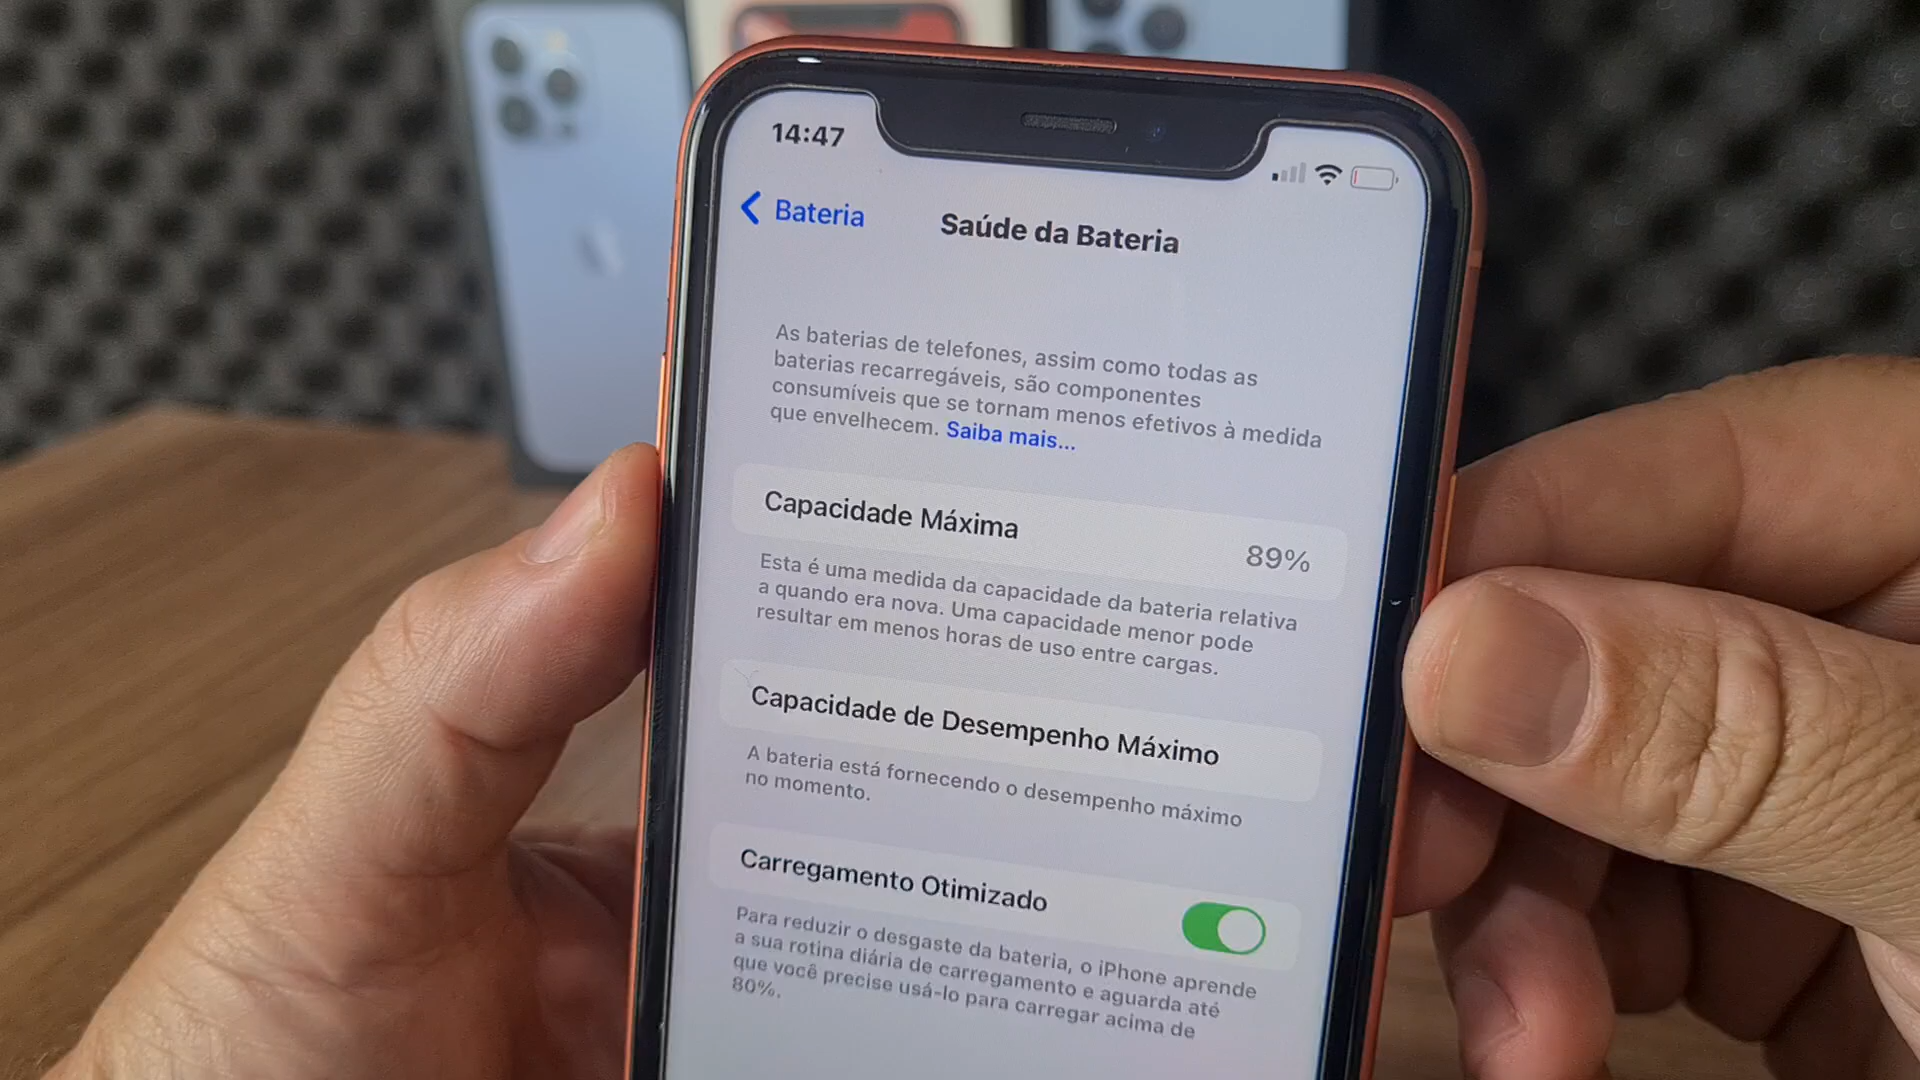 14:47
Bateria
Saúde da Bateria
As baterias de telefones, assim como todas as
baterias recarregáveis, são componentes
consumíveis que se tornam menos efetivos à medida
que envelhecem. Saiba mais...
Capacidade Máxima
89%
Esta é uma medida da capacidade da bateria relativa
a quando era nova. Uma capacidade menor pode
resultar em menos horas de uso entre cargas.
Capacidade de Desempenho Máximo
A bateria está fornecendo o desempenho máximo
no momento.
Carregamento Otimizado
Para reduzir o desgaste da bateria, o iPhone aprende
a sua rotina diária de carregamento e aguarda até
que você precise usá-lo para carregar acima de
80%.